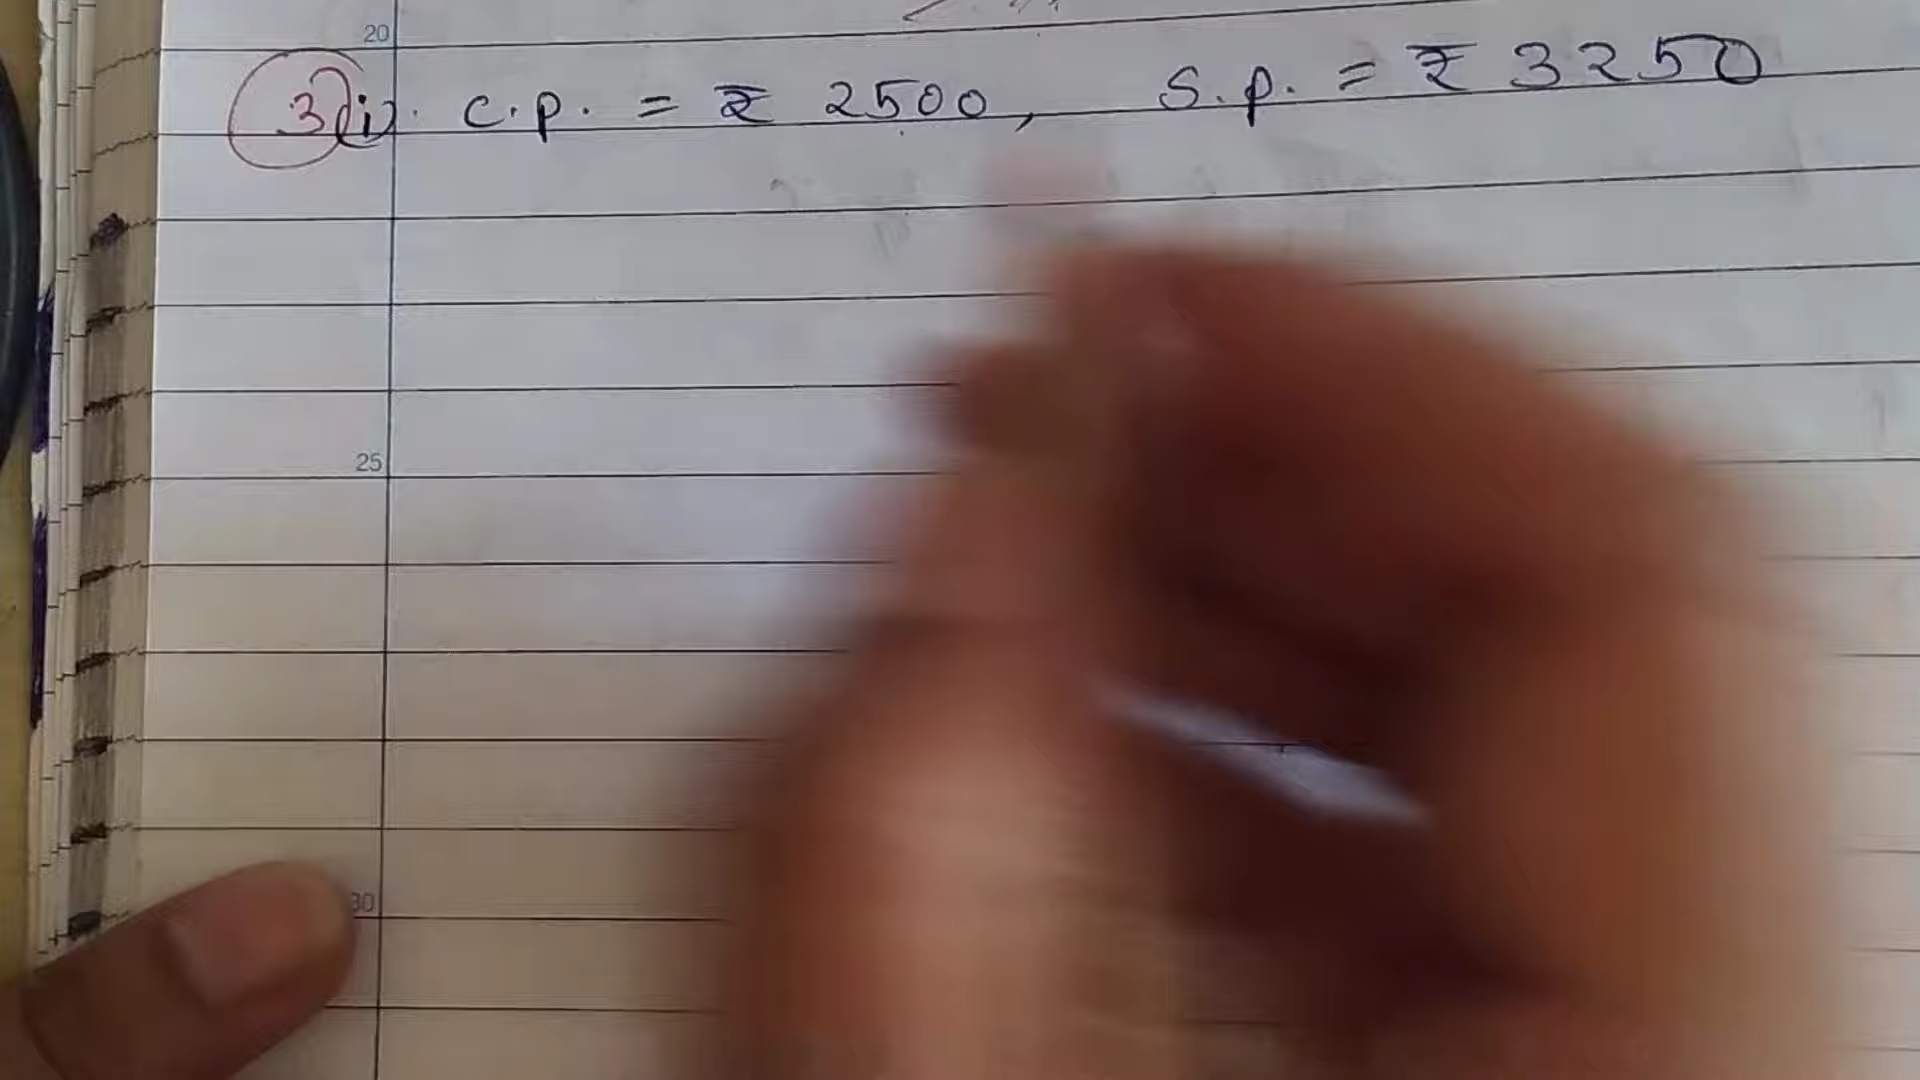 20
3(i). C.p. = ₹ 2500, S.p. = ₹ 3250
25
30